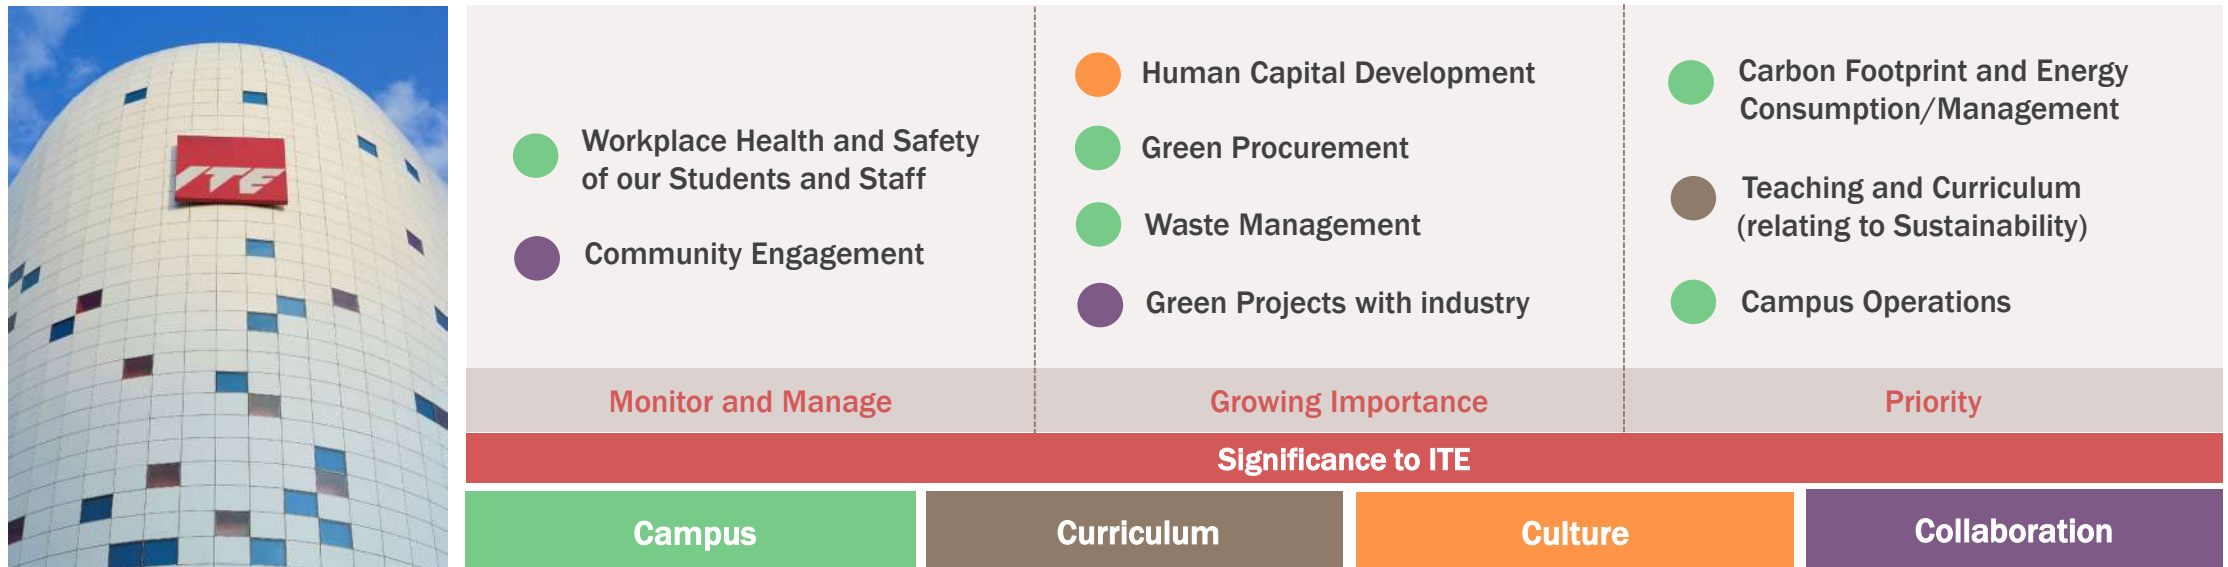 ITE
Workplace Health and Safety
of our Students and Staff
Community Engagement
Human Capital Development
Green Procurement
Waste Management
Green Projects with industry
Carbon Footprint and Energy
Consumption/Management
Teaching and Curriculum
(relating to Sustainability)
Campus Operations
Monitor and Manage
Growing Importance
Priority
Significance to ITE
Campus
Curriculum
Culture
Collaboration